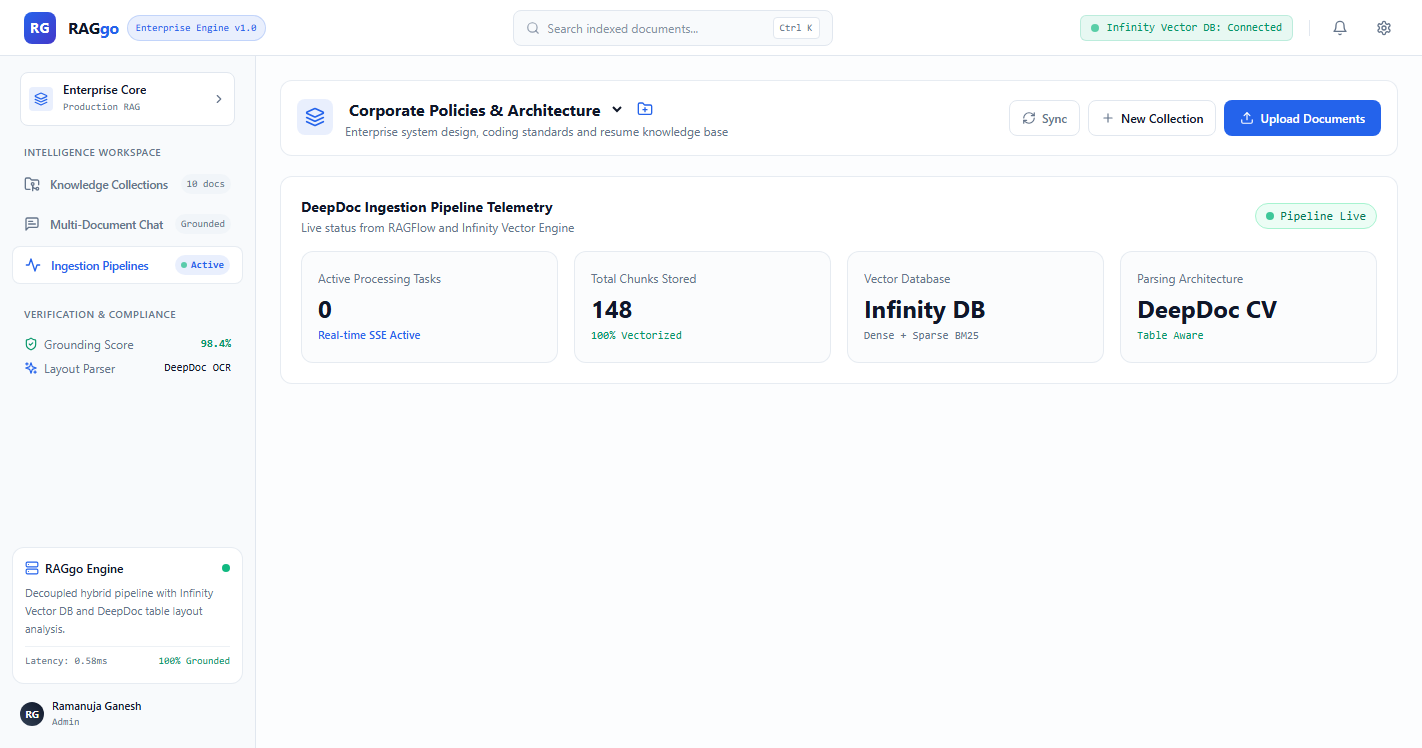 RG RAGgo Enterprise Engine v1.0
Search indexed documents... Ctrl K
Infinity Vector DB: Connected
Enterprise Core
Production RAG
INTELLIGENCE WORKSPACE
Knowledge Collections 10 docs
Multi-Document Chat Grounded
Ingestion Pipelines Active
VERIFICATION & COMPLIANCE
Grounding Score 98.4%
Layout Parser DeepDoc OCR
RAGgo Engine
Decoupled hybrid pipeline with Infinity
Vector DB and DeepDoc table layout
analysis.
Latency: 0.58ms 100% Grounded
RG
Ramanuja Ganesh
Admin
Corporate Policies & Architecture
Enterprise system design, coding standards and resume knowledge base
Sync
New Collection
Upload Documents
DeepDoc Ingestion Pipeline Telemetry
Live status from RAGFlow and Infinity Vector Engine
Pipeline Live
Active Processing Tasks
0
Real-time SSE Active
Total Chunks Stored
148
100% Vectorized
Vector Database
Infinity DB
Dense + Sparse BM25
Parsing Architecture
DeepDoc CV
Table Aware